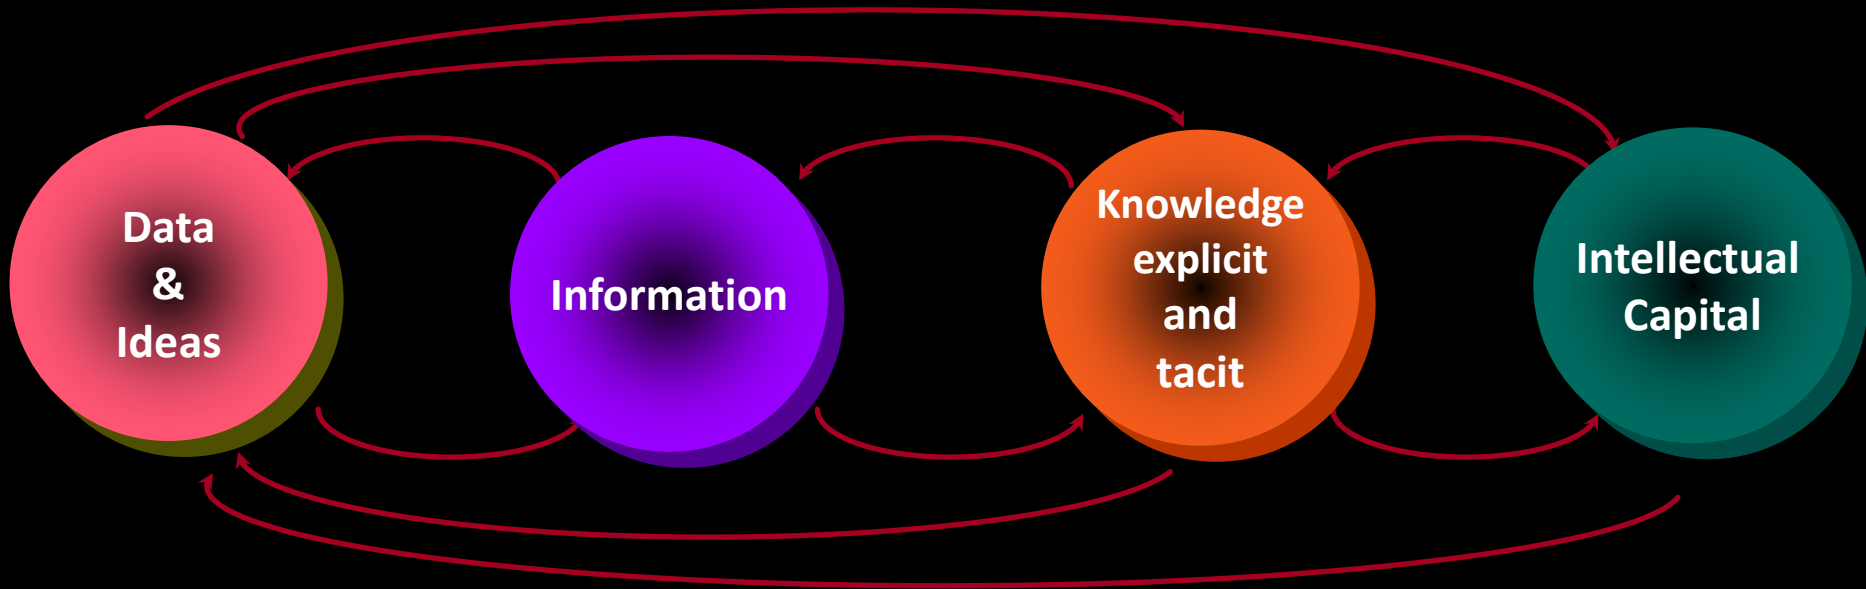 Data
&
Ideas
Information
Knowledge
explicit
and
tacit
Intellectual
Capital